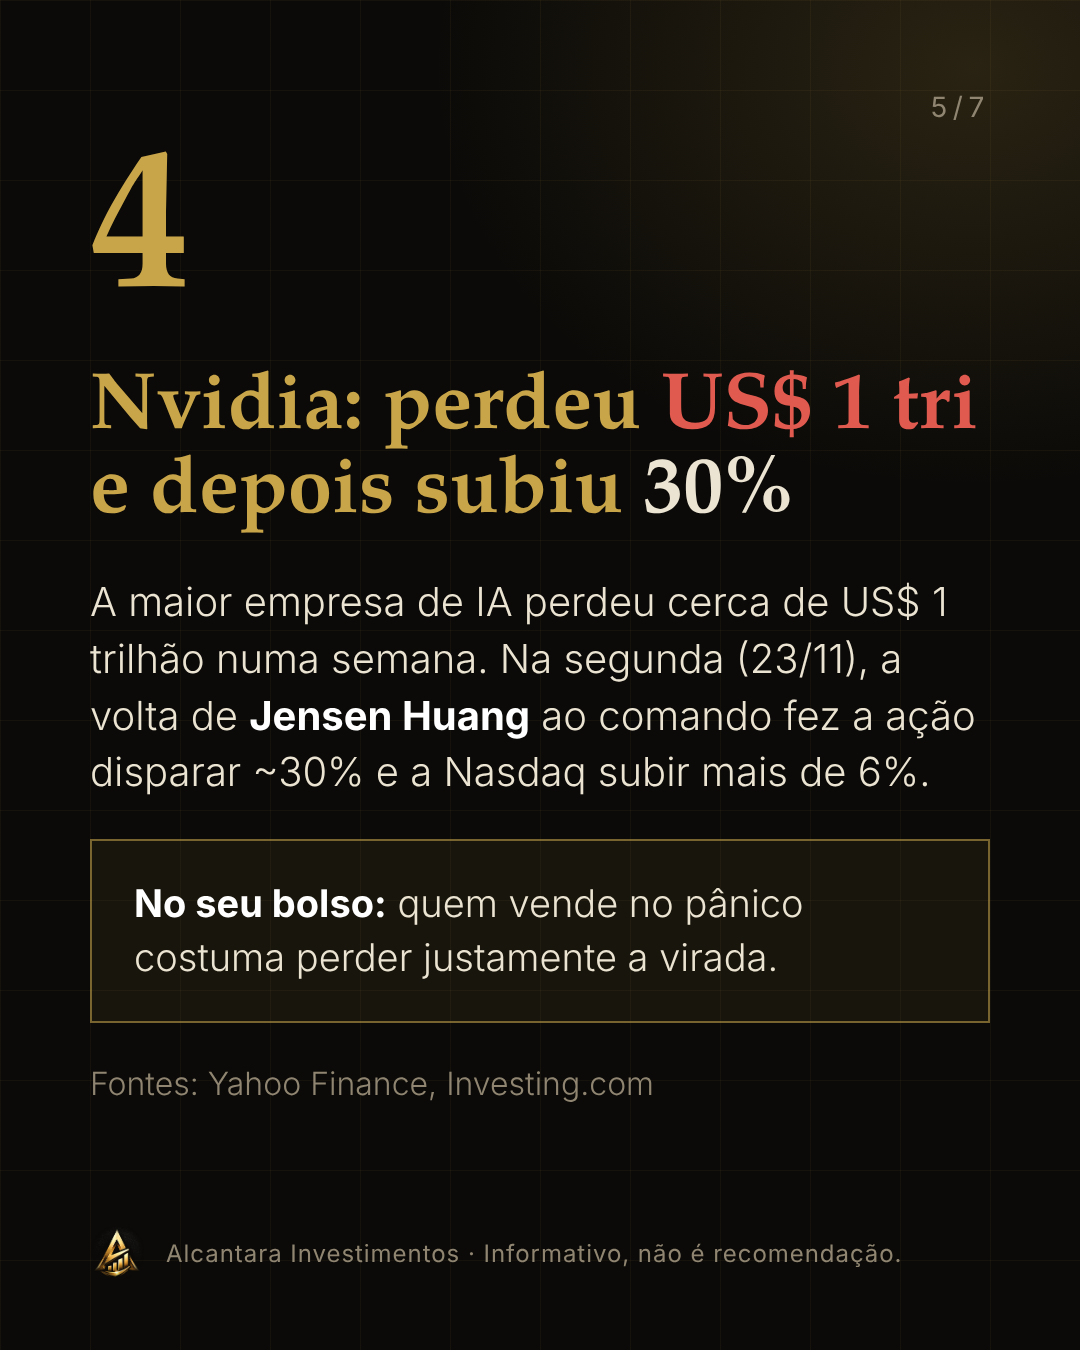 5/7
4
Nvidia: perdeu US$ 1 tri
e depois subiu 30%
A maior empresa de IA perdeu cerca de US$ 1
trilhão numa semana. Na segunda (23/11), a
volta de Jensen Huang ao comando fez a ação
disparar ~30% e a Nasdaq subir mais de 6%.
No seu bolso: quem vende no pânico
costuma perder justamente a virada.
Fontes: Yahoo Finance, Investing.com
Alcantara Investimentos · Informativo, não é recomendação.